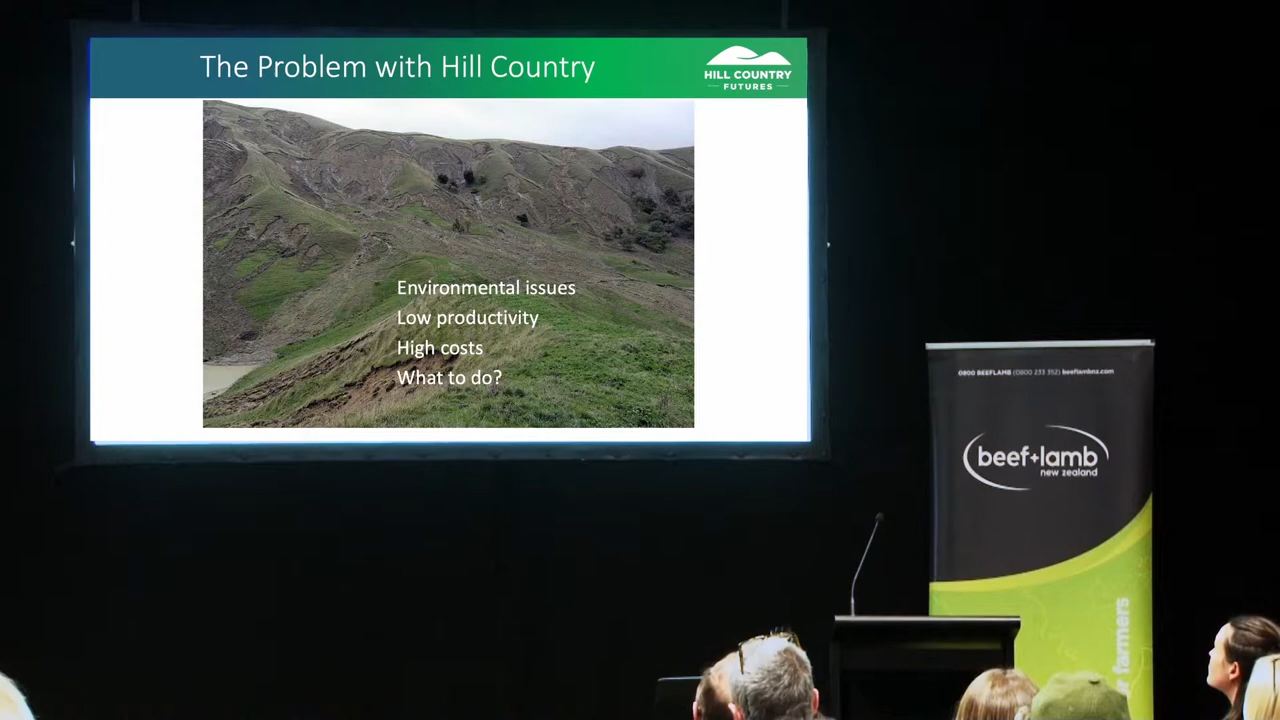 The Problem with Hill Country
HILL COUNTRY
FUTURES
Environmental issues
Low productivity
High costs
What to do?
0800 BEEFLAMB (0800 233 352) beeflambnz.com
beef+lamb
new zealand
farmers